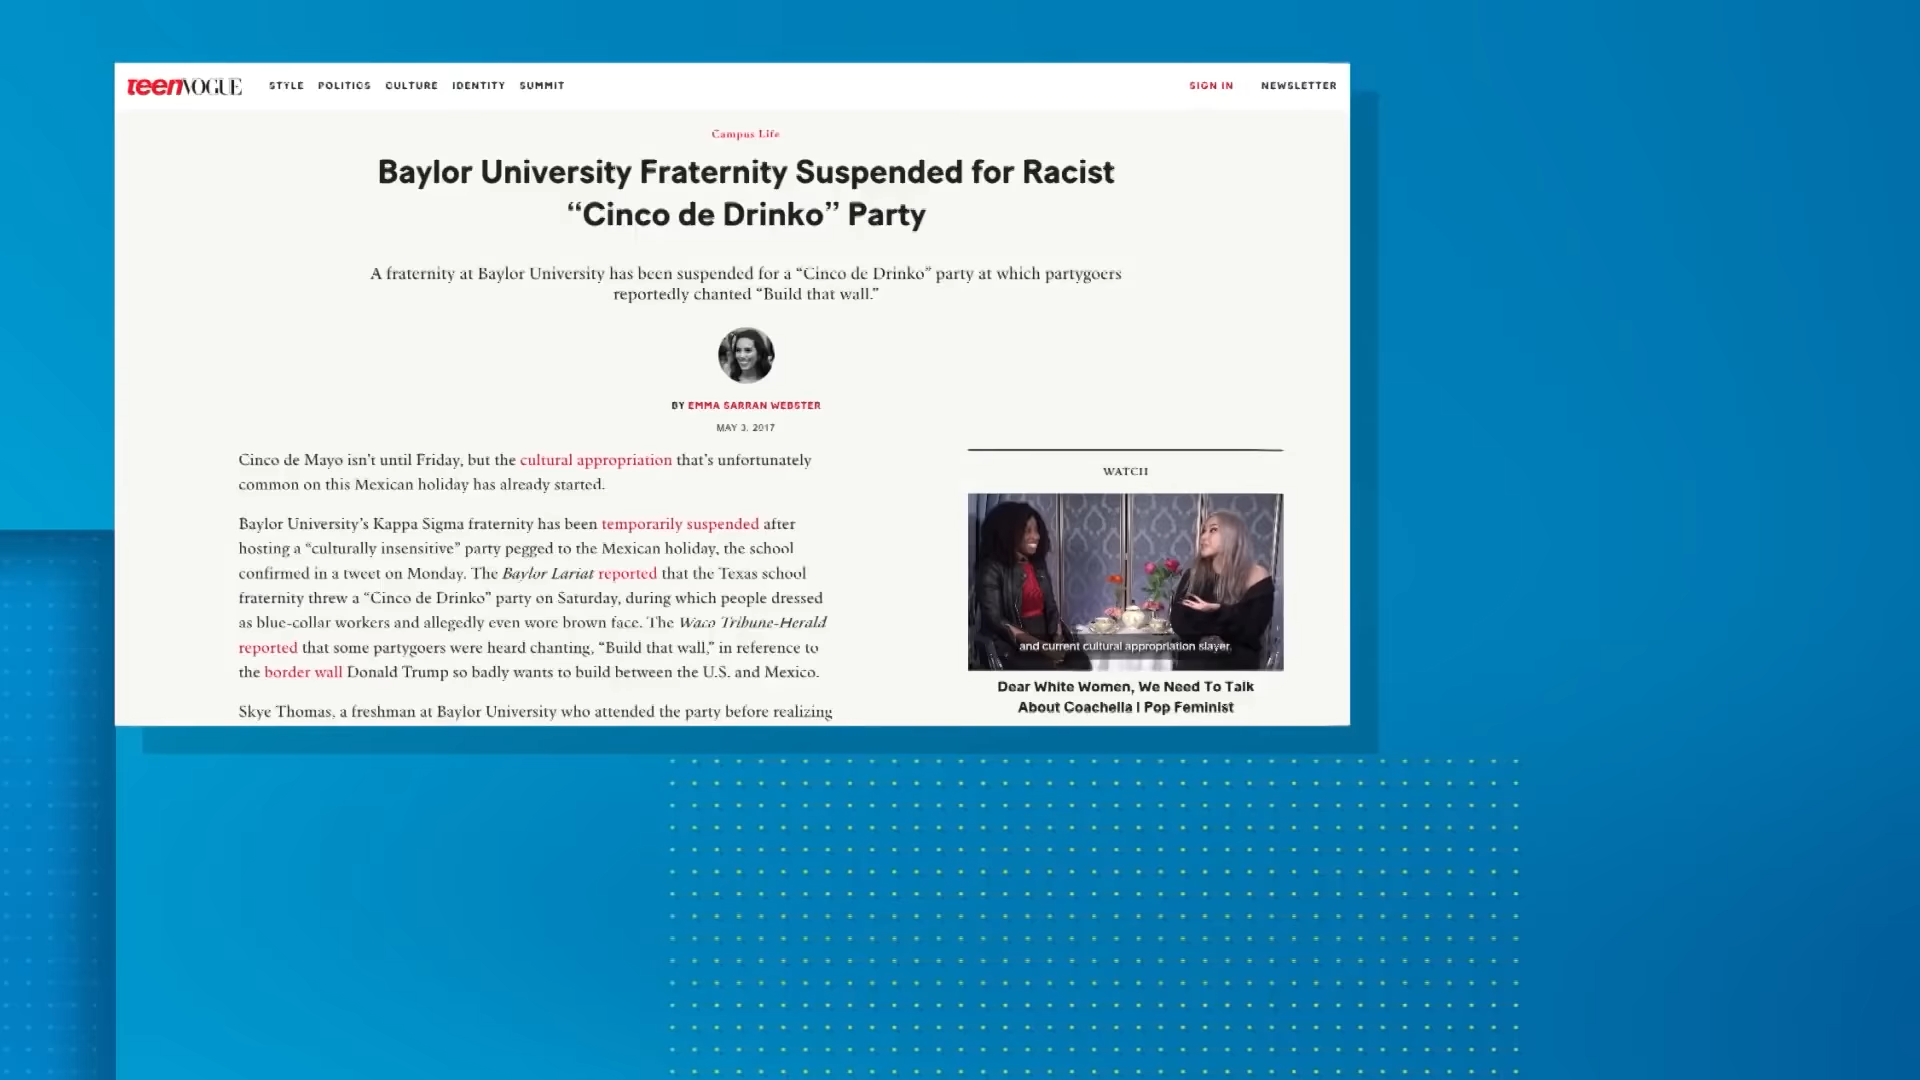 teenVOGUE STYLE POLITICS CULTURE IDENTITY SUMMIT SIGN IN NEWSLETTER
Campus Life
Baylor University Fraternity Suspended for Racist
“Cinco de Drinko” Party
A fraternity at Baylor University has been suspended for a “Cinco de Drinko” party at which partygoers
reportedly chanted “Build that wall.”
BY EMMA SARRAN WEBSTER
MAY 3, 2017
Cinco de Mayo isn’t until Friday, but the cultural appropriation that’s unfortunately
common on this Mexican holiday has already started.
Baylor University’s Kappa Sigma fraternity has been temporarily suspended after
hosting a “culturally insensitive” party pegged to the Mexican holiday, the school
confirmed in a tweet on Monday. The Baylor Lariat reported that the Texas school
fraternity threw a “Cinco de Drinko” party on Saturday, during which people dressed
as blue-collar workers and allegedly even wore brown face. The Waco Tribune-Herald
reported that some partygoers were heard chanting, “Build that wall,” in reference to
the border wall Donald Trump so badly wants to build between the U.S. and Mexico.
Skye Thomas, a freshman at Baylor University who attended the party before realizing
WATCH
and current cultural appropriation slayer.
Dear White Women, We Need To Talk
About Coachella | Pop Feminist